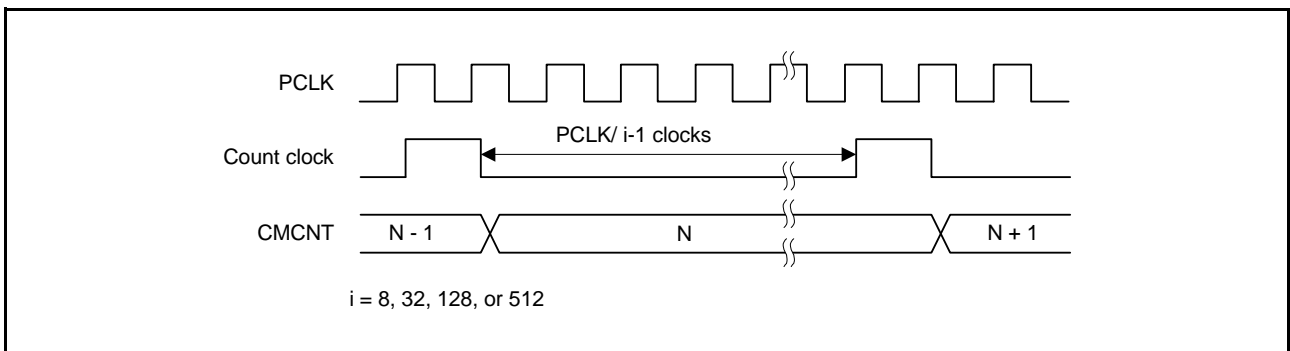 PCLK
PCLK/ i-1 clocks
Count clock
CMCNT N - 1 N N + 1
i = 8, 32, 128, or 512